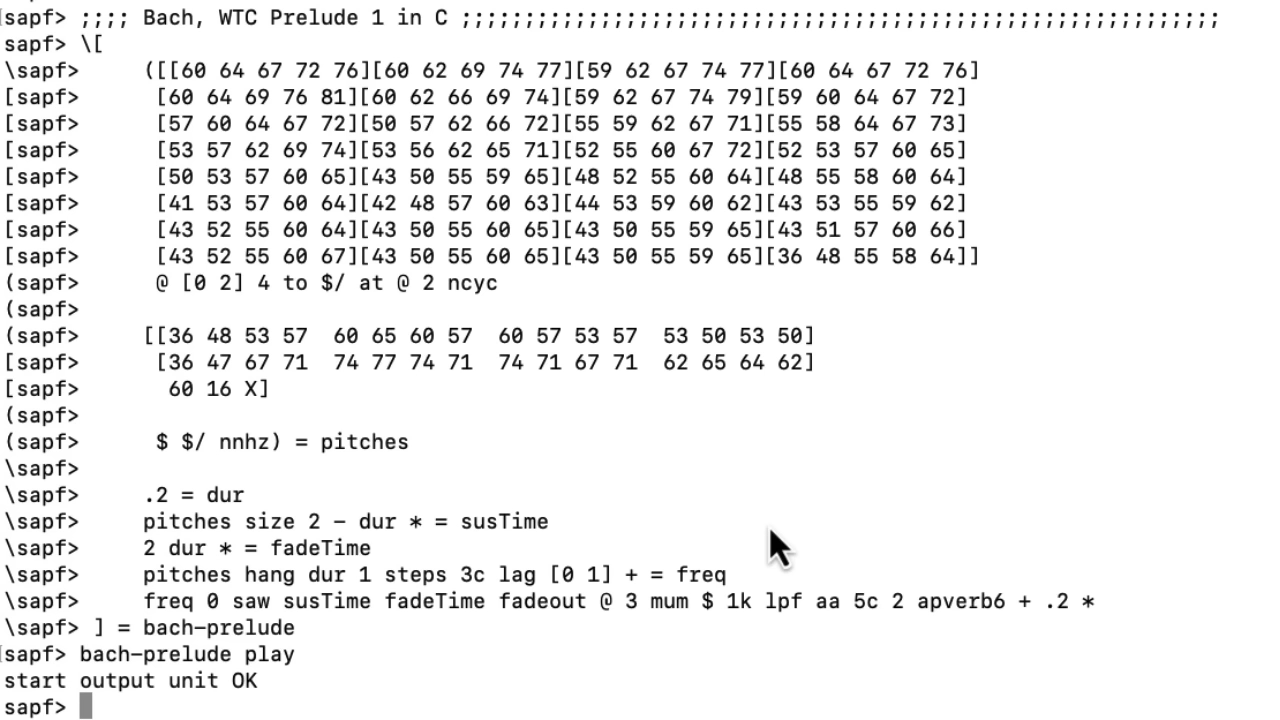 sapf> ;;;; Bach, WTC Prelude 1 in C ;;;;;;;;;;;;;;;;;;;;;;;;;;;;;;;;;;;;;;;;;;;;;;;;;;;;;;;;;;;;
sapf> \[
\sapf>     ([[60 64 67 72 76][60 62 69 74 77][59 62 67 74 77][60 64 67 72 76]
[sapf>      [60 64 69 76 81][60 62 66 69 74][59 62 67 74 79][59 60 64 67 72]
[sapf>      [57 60 64 67 72][50 57 62 66 72][55 59 62 67 71][55 58 64 67 73]
[sapf>      [53 57 62 69 74][53 56 62 65 71][52 55 60 67 72][52 53 57 60 65]
[sapf>      [50 53 57 60 65][43 50 55 59 65][48 52 55 60 64][48 55 58 60 64]
[sapf>      [41 53 57 60 64][42 48 57 60 63][44 53 59 60 62][43 53 55 59 62]
[sapf>      [43 52 55 60 64][43 50 55 60 65][43 50 55 59 65][43 51 57 60 66]
[sapf>      [43 52 55 60 67][43 50 55 60 65][43 50 55 59 65][36 48 55 58 64]]
(sapf>      @ [0 2] 4 to $/ at @ 2 ncyc
(sapf>
(sapf>     [[36 48 53 57  60 65 60 57  60 57 53 57  53 50 53 50]
[sapf>      [36 47 67 71  74 77 74 71  74 71 67 71  62 65 64 62]
[sapf>       60 16 X]
(sapf>
(sapf>      $ $/ nnhz) = pitches
\sapf>
\sapf>     .2 = dur
\sapf>     pitches size 2 - dur * = susTime
\sapf>     2 dur * = fadeTime
\sapf>     pitches hang dur 1 steps 3c lag [0 1] + = freq
\sapf>     freq 0 saw susTime fadeTime fadeout @ 3 mum $ 1k lpf aa 5c 2 apverb6 + .2 *
\sapf> ] = bach-prelude
[sapf> bach-prelude play
start output unit OK
sapf>